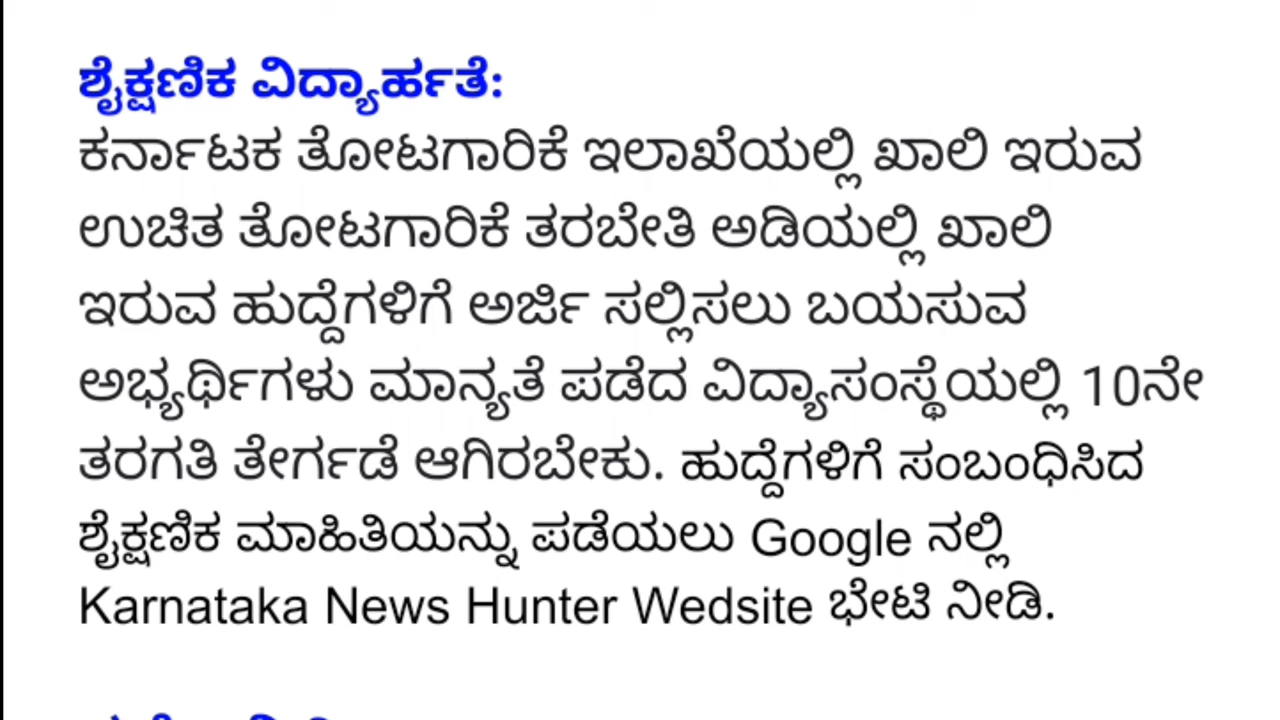 ಶೈಕ್ಷಣಿಕ ವಿದ್ಯಾರ್ಹತೆ:
ಕರ್ನಾಟಕ ತೋಟಗಾರಿಕೆ ಇಲಾಖೆಯಲ್ಲಿ ಖಾಲಿ ಇರುವ
ಉಚಿತ ತೋಟಗಾರಿಕೆ ತರಬೇತಿ ಅಡಿಯಲ್ಲಿ ಖಾಲಿ
ಇರುವ ಹುದ್ದೆಗಳಿಗೆ ಅರ್ಜಿ ಸಲ್ಲಿಸಲು ಬಯಸುವ
ಅಭ್ಯರ್ಥಿಗಳು ಮಾನ್ಯತೆ ಪಡೆದ ವಿದ್ಯಾಸಂಸ್ಥೆಯಲ್ಲಿ 10ನೇ
ತರಗತಿ ತೇರ್ಗಡೆ ಆಗಿರಬೇಕು. ಹುದ್ದೆಗಳಿಗೆ ಸಂಬಂಧಿಸಿದ
ಶೈಕ್ಷಣಿಕ ಮಾಹಿತಿಯನ್ನು ಪಡೆಯಲು Google ನಲ್ಲಿ
Karnataka News Hunter Wedsite ಭೇಟಿ ನೀಡಿ.